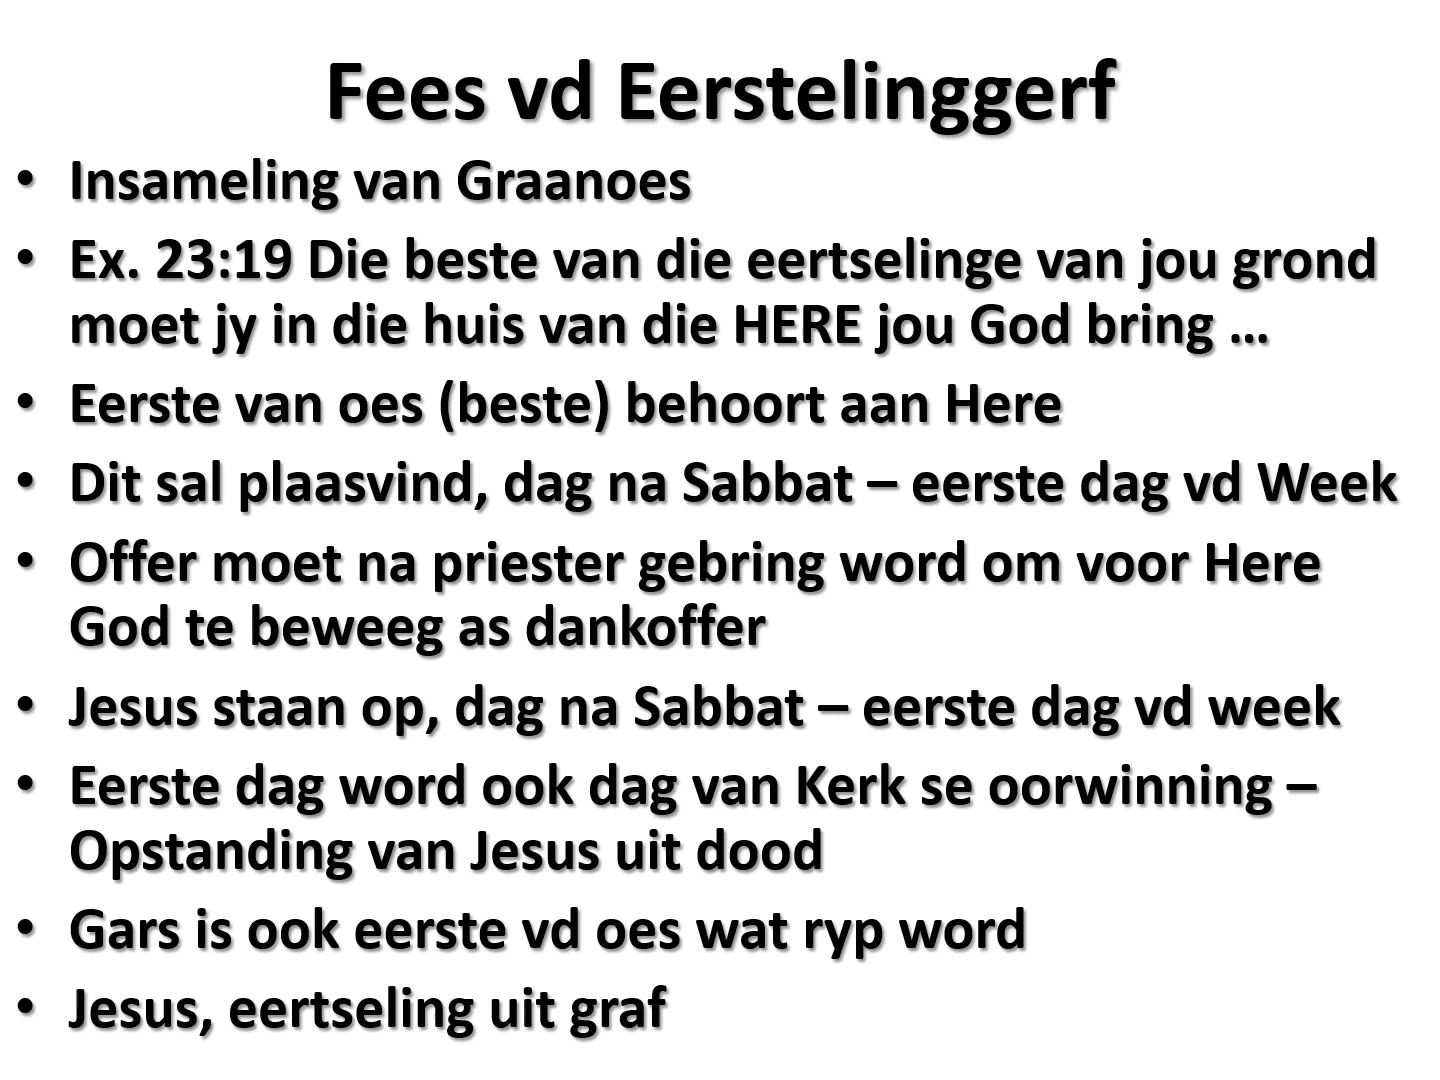 Fees vd Eerstelinggerf
• Insameling van Graanoes
• Ex. 23:19 Die beste van die eertselinge van jou grond
moet jy in die huis van die HERE jou God bring …
• Eerste van oes (beste) behoort aan Here
• Dit sal plaasvind, dag na Sabbat – eerste dag vd Week
• Offer moet na priester gebring word om voor Here
God te beweeg as dankoffer
• Jesus staan op, dag na Sabbat – eerste dag vd week
• Eerste dag word ook dag van Kerk se oorwinning –
Opstanding van Jesus uit dood
• Gars is ook eerste vd oes wat ryp word
• Jesus, eertseling uit graf